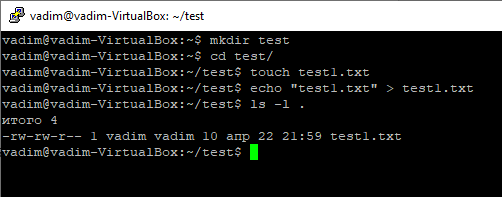 vadim@vadim-VirtualBox: ~/test
vadim@vadim-VirtualBox:~$ mkdir test
vadim@vadim-VirtualBox:~$ cd test/
vadim@vadim-VirtualBox:~/test$ touch test1.txt
vadim@vadim-VirtualBox:~/test$ echo "test1.txt" > test1.txt
vadim@vadim-VirtualBox:~/test$ ls -l .
итого 4
-rw-rw-r-- 1 vadim vadim 10 апр 22 21:59 test1.txt
vadim@vadim-VirtualBox:~/test$